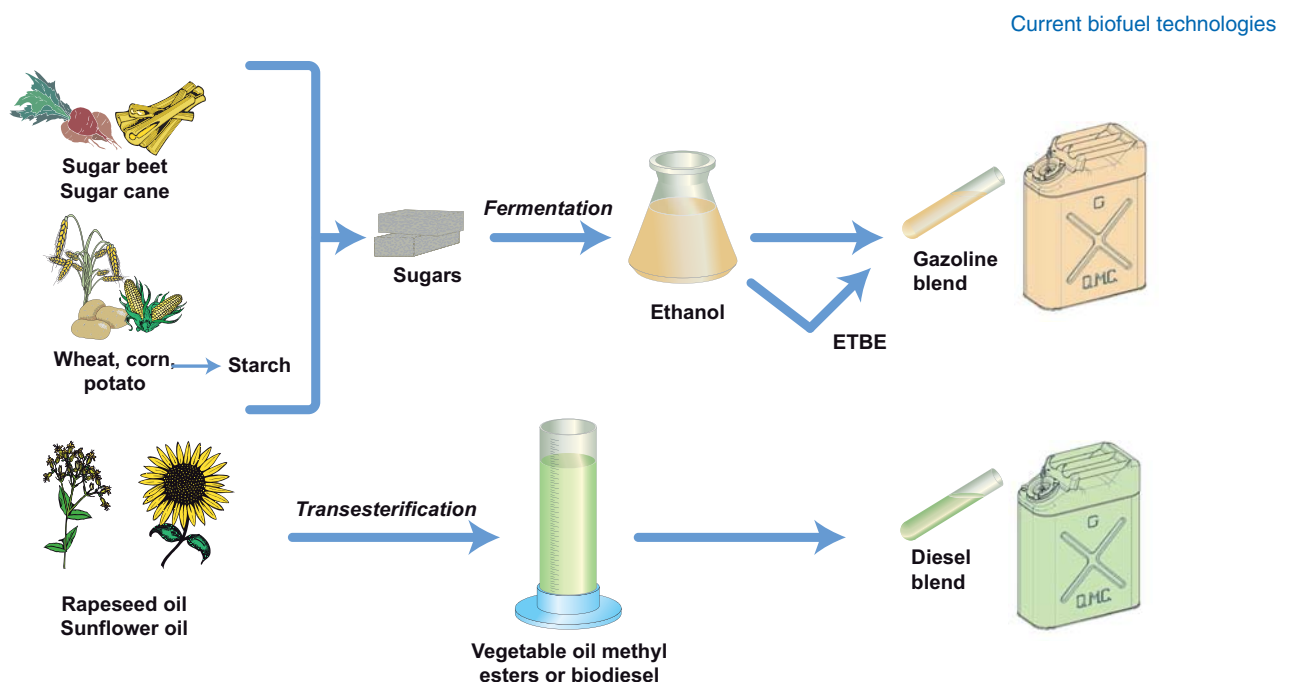 Current biofuel technologies
Sugar beet
Sugar cane
Wheat, corn,
potato
Starch
Sugars
Fermentation
Ethanol
ETBE
Gazoline
blend
G
Q.M.C.
Rapeseed oil
Sunflower oil
Transesterification
Vegetable oil methyl
esters or biodiesel
Diesel
blend
G
Q.M.C.